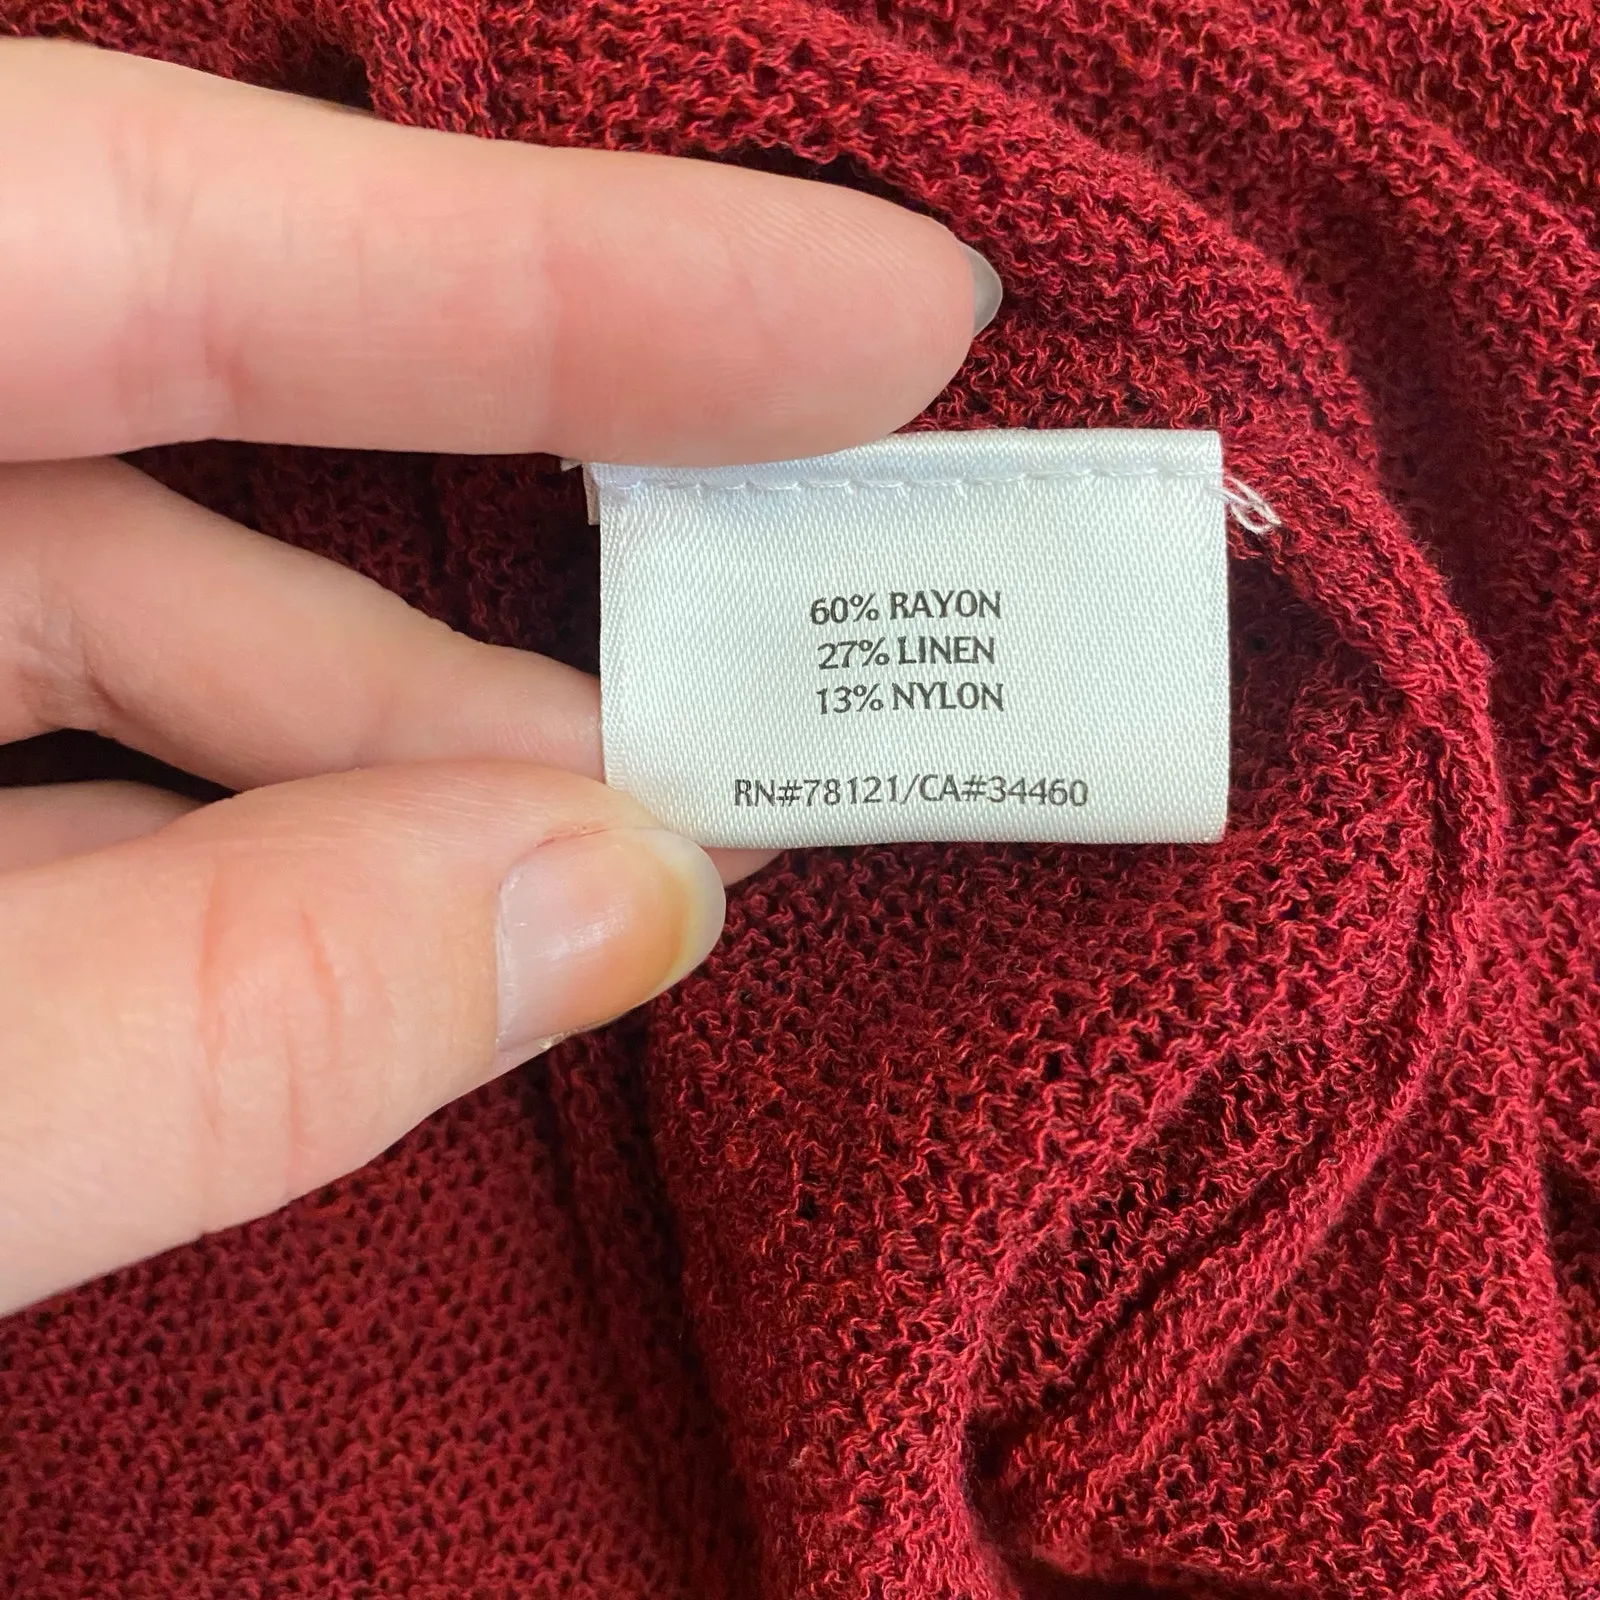 60% RAYON
27% LINEN
13% NYLON
RN#78121/CA#34460